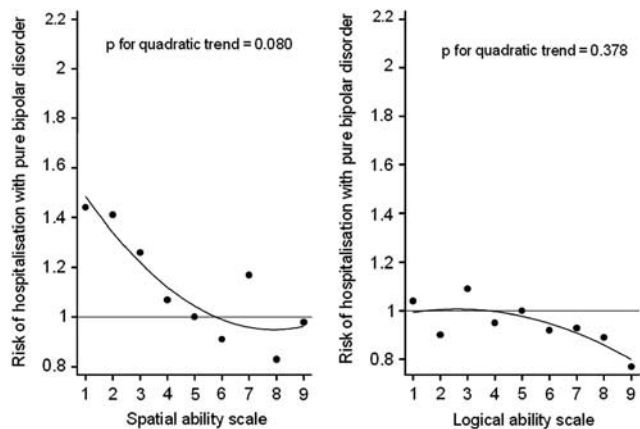 Risk of hospitalisation with pure bipolar disorder
2.2
2
1.8
1.6
1.4
1.2
1
0.8
p for quadratic trend = 0.080
1 2 3 4 5 6 7 8 9
Spatial ability scale
Risk of hospitalisation with pure bipolar disorder
2.2
2
1.8
1.6
1.4
1.2
1.0
0.8
p for quadratic trend = 0.378
1 2 3 4 5 6 7 8 9
Logical ability scale